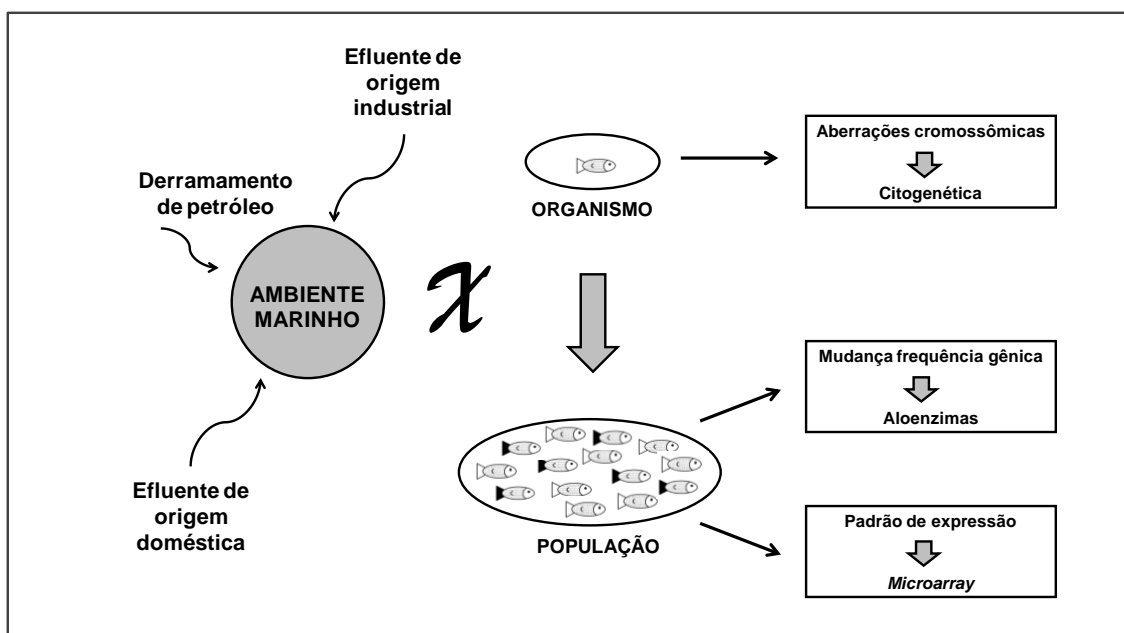 Efluente de
origem
industrial
Derramamento
de petróleo
AMBIENTE
MARINHO
Efluente de
origem
doméstica
X
ORGANISMO
POPULAÇÃO
Aberrações cromossômicas
Citogenética
Mudança frequência gênica
Aloenzimas
Padrão de expressão
Microarray